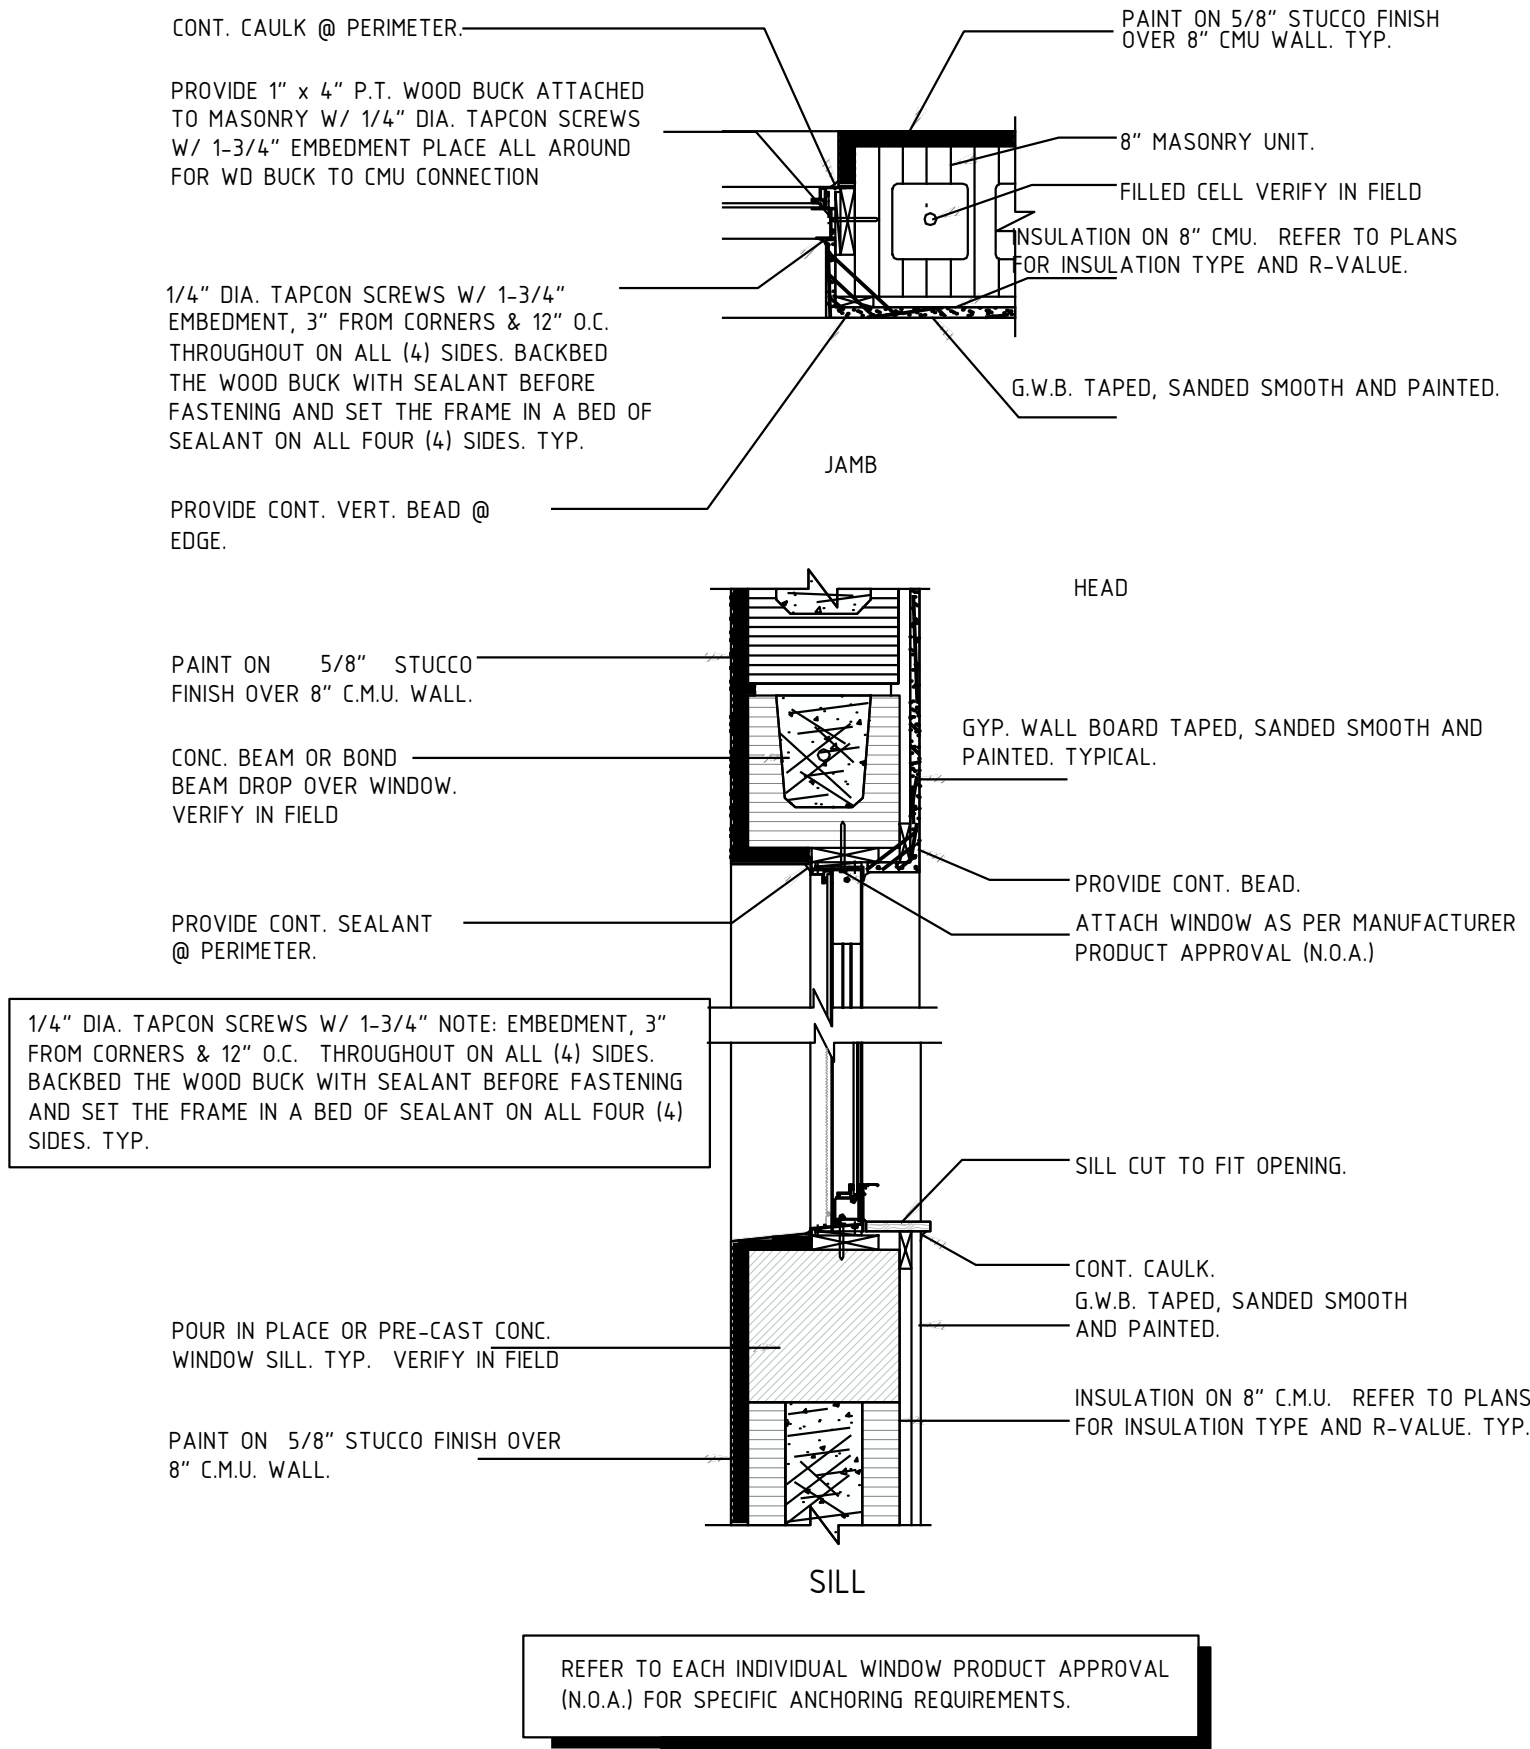 CONT. CAULK @ PERIMETER.
PAINT ON 5/8" STUCCO FINISH
OVER 8" CMU WALL. TYP.
PROVIDE 1" x 4" P.T. WOOD BUCK ATTACHED
TO MASONRY W/ 1/4" DIA. TAPCON SCREWS
W/ 1-3/4" EMBEDMENT PLACE ALL AROUND
FOR WD BUCK TO CMU CONNECTION
8" MASONRY UNIT.
FILLED CELL VERIFY IN FIELD
INSULATION ON 8" CMU. REFER TO PLANS
FOR INSULATION TYPE AND R-VALUE.
1/4" DIA. TAPCON SCREWS W/ 1-3/4"
EMBEDMENT, 3" FROM CORNERS & 12" O.C.
THROUGHOUT ON ALL (4) SIDES. BACKBED
THE WOOD BUCK WITH SEALANT BEFORE
FASTENING AND SET THE FRAME IN A BED OF
SEALANT ON ALL FOUR (4) SIDES. TYP.
G.W.B. TAPED, SANDED SMOOTH AND PAINTED.
JAMB
PROVIDE CONT. VERT. BEAD @
EDGE.
HEAD
PAINT ON 5/8" STUCCO
FINISH OVER 8" C.M.U. WALL.
GYP. WALL BOARD TAPED, SANDED SMOOTH AND
PAINTED. TYPICAL.
CONC. BEAM OR BOND
BEAM DROP OVER WINDOW.
VERIFY IN FIELD
PROVIDE CONT. BEAD.
PROVIDE CONT. SEALANT
@ PERIMETER.
ATTACH WINDOW AS PER MANUFACTURER
PRODUCT APPROVAL (N.O.A.)
1/4" DIA. TAPCON SCREWS W/ 1-3/4" NOTE: EMBEDMENT, 3"
FROM CORNERS & 12" O.C. THROUGHOUT ON ALL (4) SIDES.
BACKBED THE WOOD BUCK WITH SEALANT BEFORE FASTENING
AND SET THE FRAME IN A BED OF SEALANT ON ALL FOUR (4)
SIDES. TYP.
SILL CUT TO FIT OPENING.
CONT. CAULK.
G.W.B. TAPED, SANDED SMOOTH
AND PAINTED.
POUR IN PLACE OR PRE-CAST CONC.
WINDOW SILL. TYP. VERIFY IN FIELD
INSULATION ON 8" C.M.U. REFER TO PLANS
FOR INSULATION TYPE AND R-VALUE. TYP.
PAINT ON 5/8" STUCCO FINISH OVER
8" C.M.U. WALL.
SILL
REFER TO EACH INDIVIDUAL WINDOW PRODUCT APPROVAL
(N.O.A.) FOR SPECIFIC ANCHORING REQUIREMENTS.